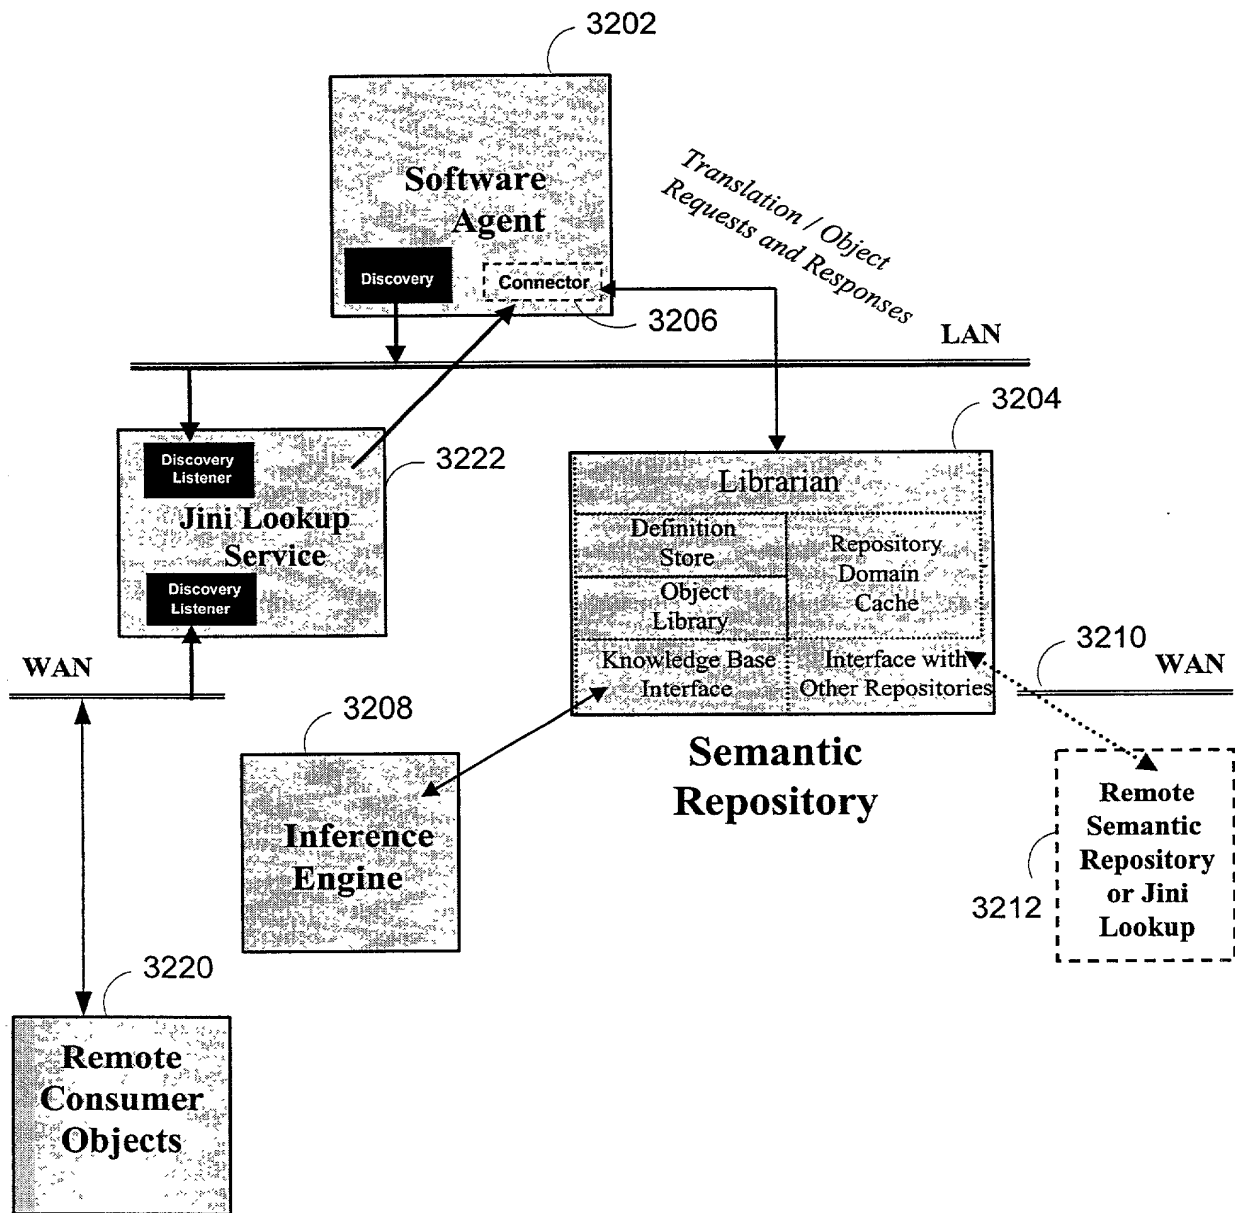 3202
Software
Agent
Discovery
Connector
3206
Translation / Object
Requests and Responses
LAN
3204
3222
Discovery
Listener
Jini Lookup
Service
Discovery
Listener
Librarian
Definition
Store
Object
Library
Repository
Domain
Cache
Knowledge Base
Interface
Interface with
Other Repositories
3210
WAN
WAN
3208
Inference
Engine
Semantic
Repository
Remote
Semantic
Repository
or Jini
Lookup
3212
3220
Remote
Consumer
Objects